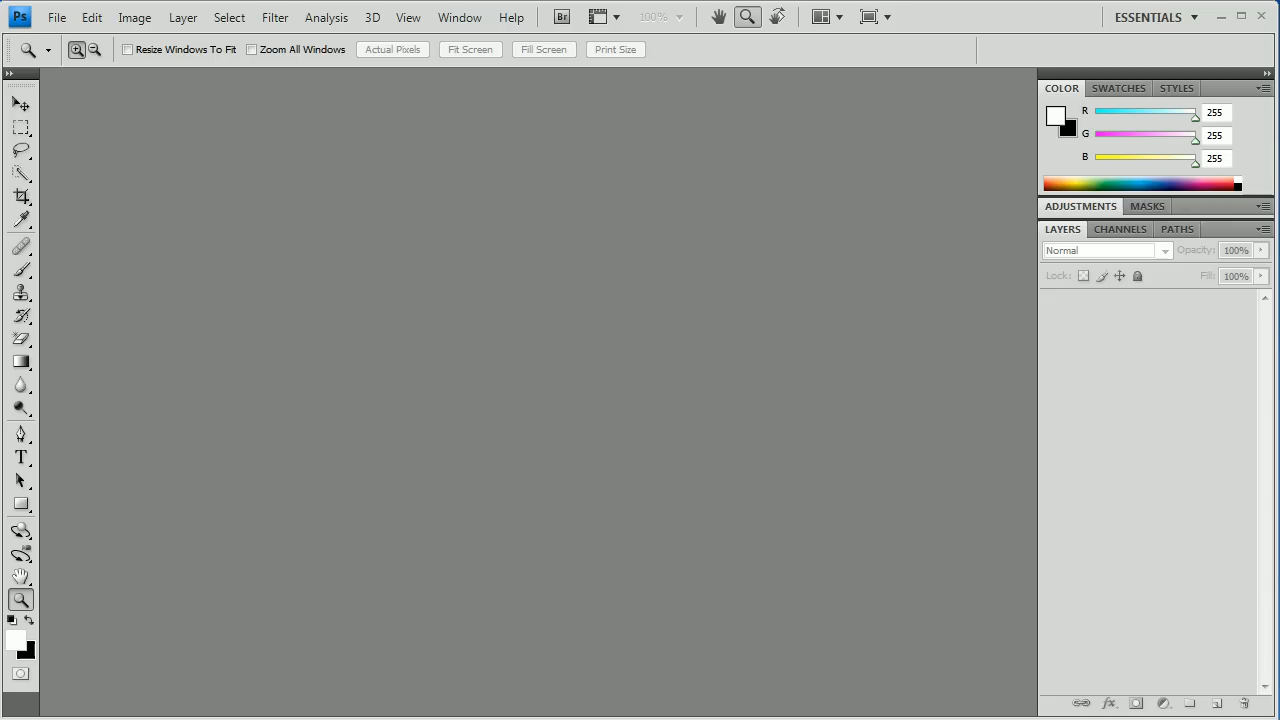 Ps File Edit Image Layer Select Filter Analysis 3D View Window Help Br 100% ESSENTIALS
Resize Windows To Fit Zoom All Windows Actual Pixels Fit Screen Fill Screen Print Size
COLOR SWATCHES STYLES
R 255
G 255
B 255
ADJUSTMENTS MASKS
LAYERS CHANNELS PATHS
Normal Opacity: 100%
Lock: Fill: 100%
T
fx